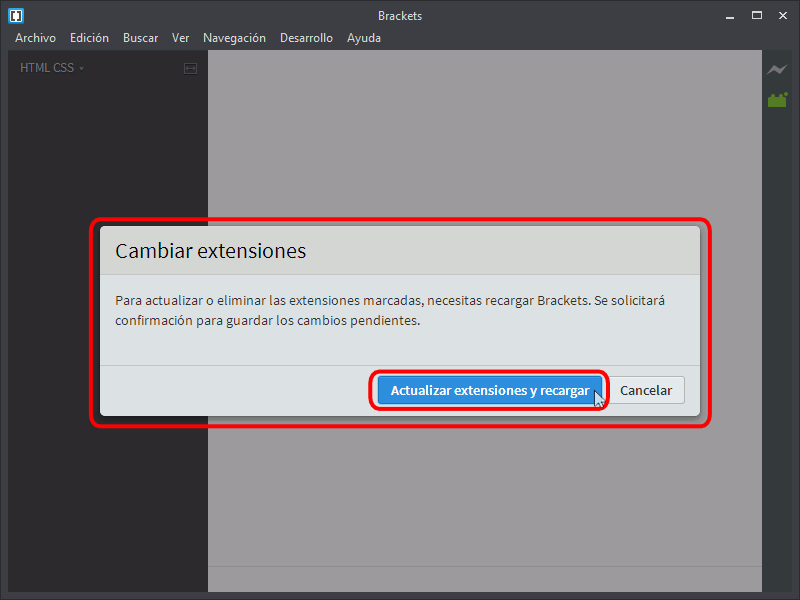 Brackets
Archivo Edición Buscar Ver Navegación Desarrollo Ayuda
HTML CSS
Cambiar extensiones
Para actualizar o eliminar las extensiones marcadas, necesitas recargar Brackets. Se solicitará
confirmación para guardar los cambios pendientes.
Actualizar extensiones y recargar Cancelar